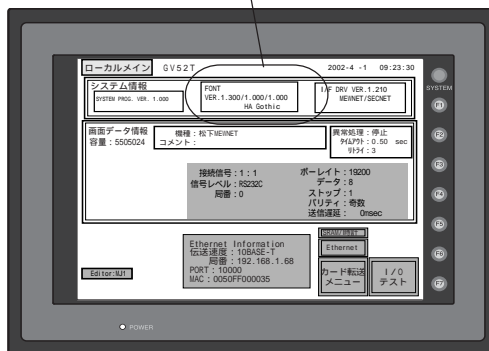 ローカルメイン GV52T 2002-4 -1 09:23:30
システム情報
SYSTEM PROG. VER. 1.000
FONT
VER.1.300/1.000/1.000
HA Gothic
I/F DRV VER.1.210
MEWNET/SECNET
画面データ情報
容量：5505024
機種：松下MEWNET
コメント：
異常処理：停止
タイムアウト：0.50 sec
リトライ：3
接続信号：1：1
信号レベル：RS232C
局番：0
ボーレイト：19200
データ：8
ストップ：1
パリティ：奇数
送信遅延： 0msec
Ethernet Information
伝送速度：10BASE-T
局番：192.168.1.68
PORT：10000
MAC：0050FF000035
SRAM/時計
Ethernet
カード転送
メニュー
I/O
テスト
Editor:MJ1
SYSTEM
F1
F2
F3
F4
F5
F6
F7
POWER